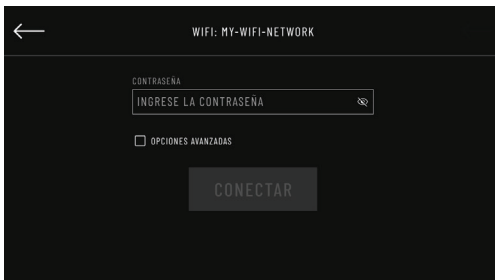 WIFI: MY-WIFI-NETWORK
CONTRASEÑA
INGRESE LA CONTRASEÑA
OPCIONES AVANZADAS
CONECTAR